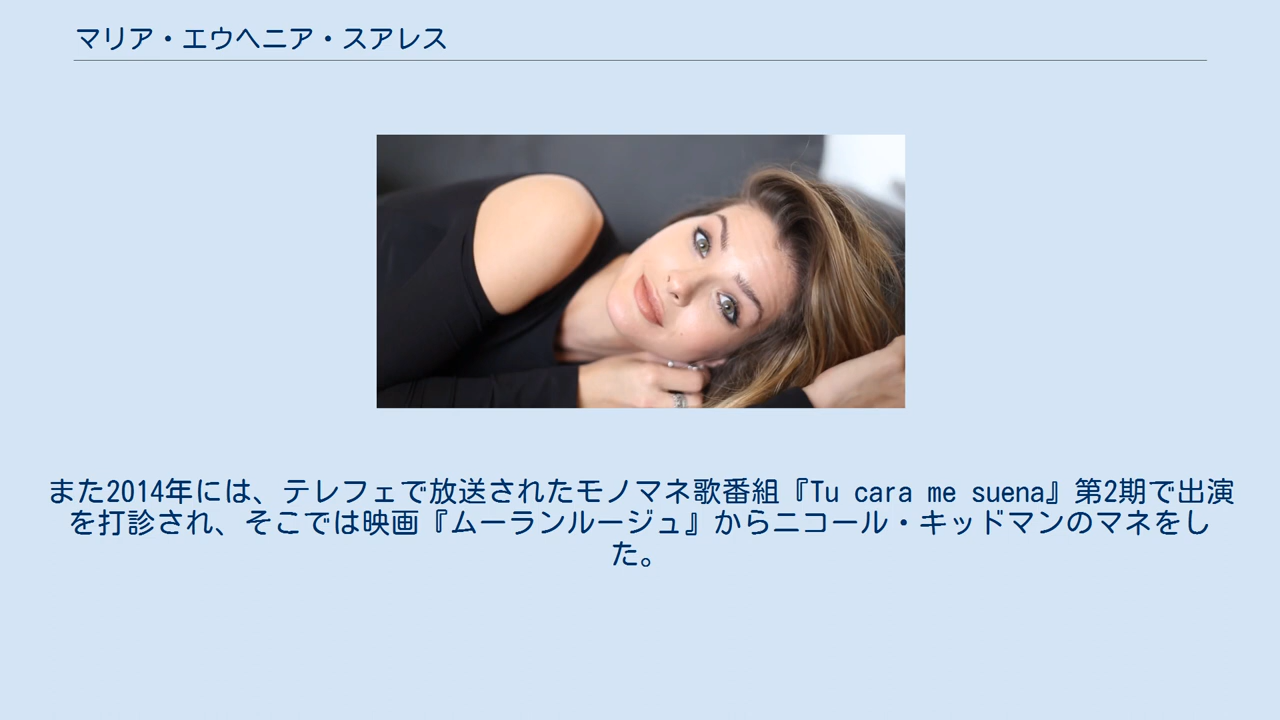 マリア・エウヘニア・スアレス
また2014年には、テレフェで放送されたモノマネ歌番組『Tu cara me suena』第2期で出演
を打診され、そこでは映画『ムーランルージュ』からニコール・キッドマンのマネをし
た。